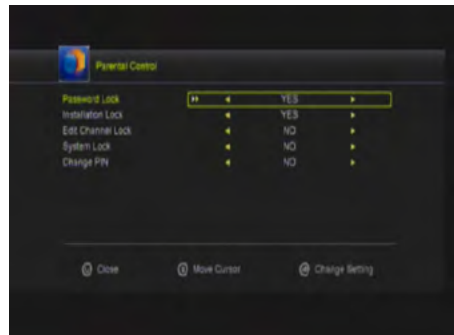 Parental Control
Password Lock YES
Installation Lock YES
Edit Channel Lock NO
System Lock NO
Change PIN NO
Close Move Cursor Change Setting